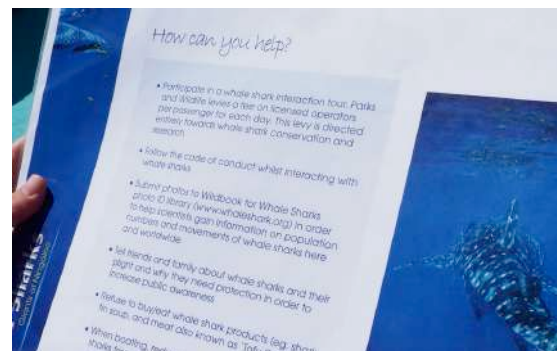 How can you help?
• Participate in a whale shark interaction tour. Parks
and Wildlife levies a fee on licensed operators
per passenger for each day. This levy is directed
entirely towards whale shark conservation and
research
• Follow the code of conduct whilst interacting with
whale sharks
• Submit photos to Wildbook for Whale Sharks
photo ID library (www.whaleshark.org) in order
to help scientists gain information on population
numbers and movements of whale sharks here
and worldwide
• Tell friends and family about whale sharks and their
plight and why they need protection in order to
increase public awareness
• Refuse to buy/eat whale shark products (eg. shark
fin soup, and meat also known as 'Tofu
• When boating,
Sharks